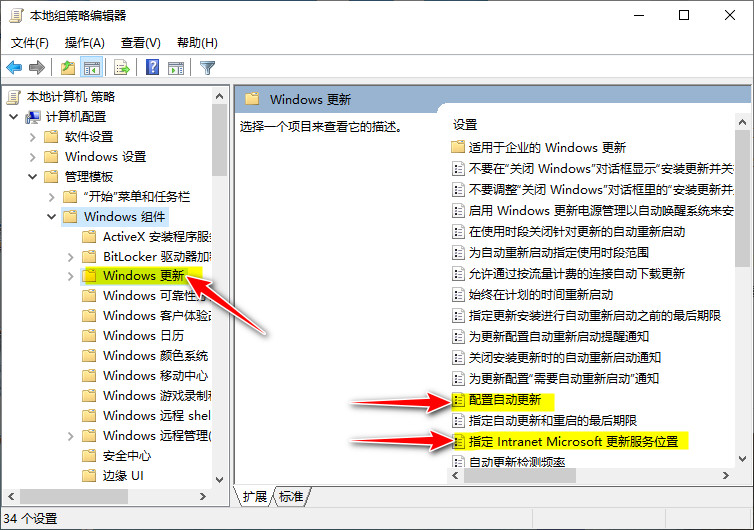 本地组策略编辑器
文件(F) 操作(A) 查看(V) 帮助(H)
本地计算机 策略
计算机配置
软件设置
Windows 设置
管理模板
"开始"菜单和任务栏
Windows 组件
ActiveX 安装程序服
BitLocker 驱动器加
Windows 更新
Windows 可靠性
Windows 客户体验
Windows 日历
Windows 颜色系统
Windows 移动中心
Windows 游戏录制和
Windows 远程 shel
Windows 远程管理(
安全中心
边缘 UI
Windows 更新
选择一个项目来查看它的描述。
设置
适用于企业的 Windows 更新
不要在"关闭 Windows"对话框显示"安装更新并关
不要调整"关闭 Windows"对话框里的"安装更新并
启用 Windows 更新电源管理以自动唤醒系统来安
在使用时段关闭针对更新的自动重新启动
为自动重新启动指定使用时段范围
允许通过按流量计费的连接自动下载更新
始终在计划的时间重新启动
指定更新安装进行自动重新启动之前的最后期限
为更新配置自动重新启动提醒通知
关闭安装更新时的自动重新启动通知
为更新配置"需要自动重新启动"通知
配置自动更新
指定自动更新和重启的最后期限
指定 Intranet Microsoft 更新服务位置
自动更新检测频率
扩展 标准
34 个设置